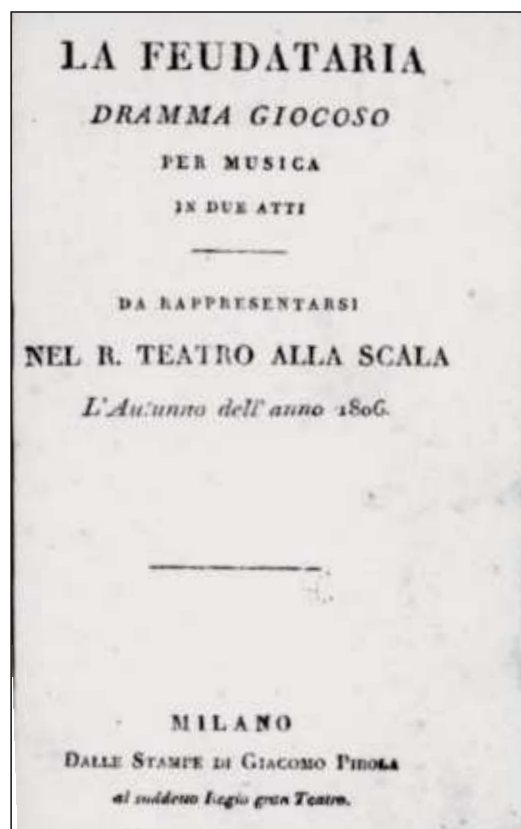 LA FEUDATARIA
DRAMMA GIOCOSO
PER MUSICA
IN DUE ATTI
DA RAPPRESENTARSI
NEL R. TEATRO ALLA SCALA
L'Autunno dell' anno 1806.
MILANO
DALLE STAMPE DI GIACOMO PIROLA
al suddetto Regio gran Teatro.